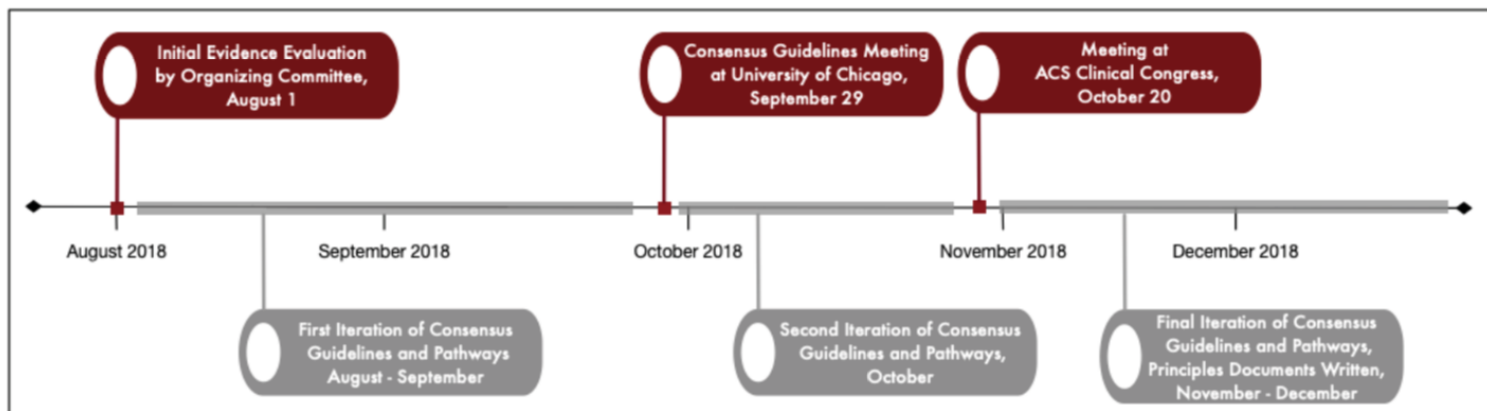 Initial Evidence Evaluation
by Organizing Committee,
August 1
Consensus Guidelines Meeting
at University of Chicago,
September 29
Meeting at
ACS Clinical Congress,
October 20
August 2018
September 2018
October 2018
November 2018
December 2018
First Iteration of Consensus
Guidelines and Pathways
August - September
Second Iteration of Consensus
Guidelines and Pathways,
October
Final Iteration of Consensus
Guidelines and Pathways,
Principles Documents Written,
November - December